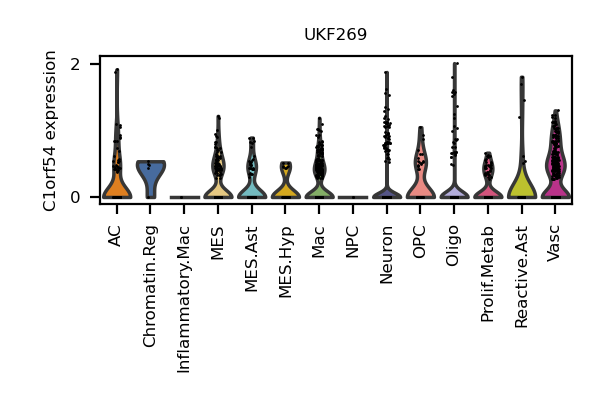 UKF269
C1orf54 expression
2
0
AC
Chromatin.Reg
Inflammatory.Mac
MES
MES.Ast
MES.Hyp
Mac
NPC
Neuron
OPC
Oligo
Prolif.Metab
Reactive.Ast
Vasc